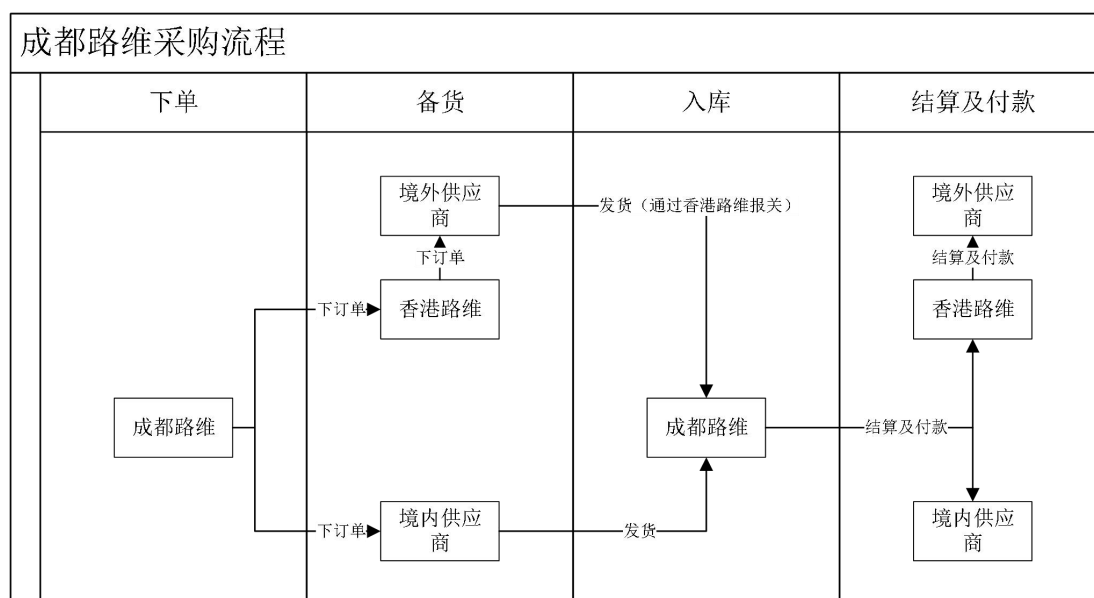 成都路维采购流程
下单
备货
入库
结算及付款
境外供应
商
发货（通过香港路维报关）
境外供应
商
下订单
结算及付款
下订单
香港路维
香港路维
成都路维
成都路维
结算及付款
下订单
境内供应
商
发货
境内供应
商